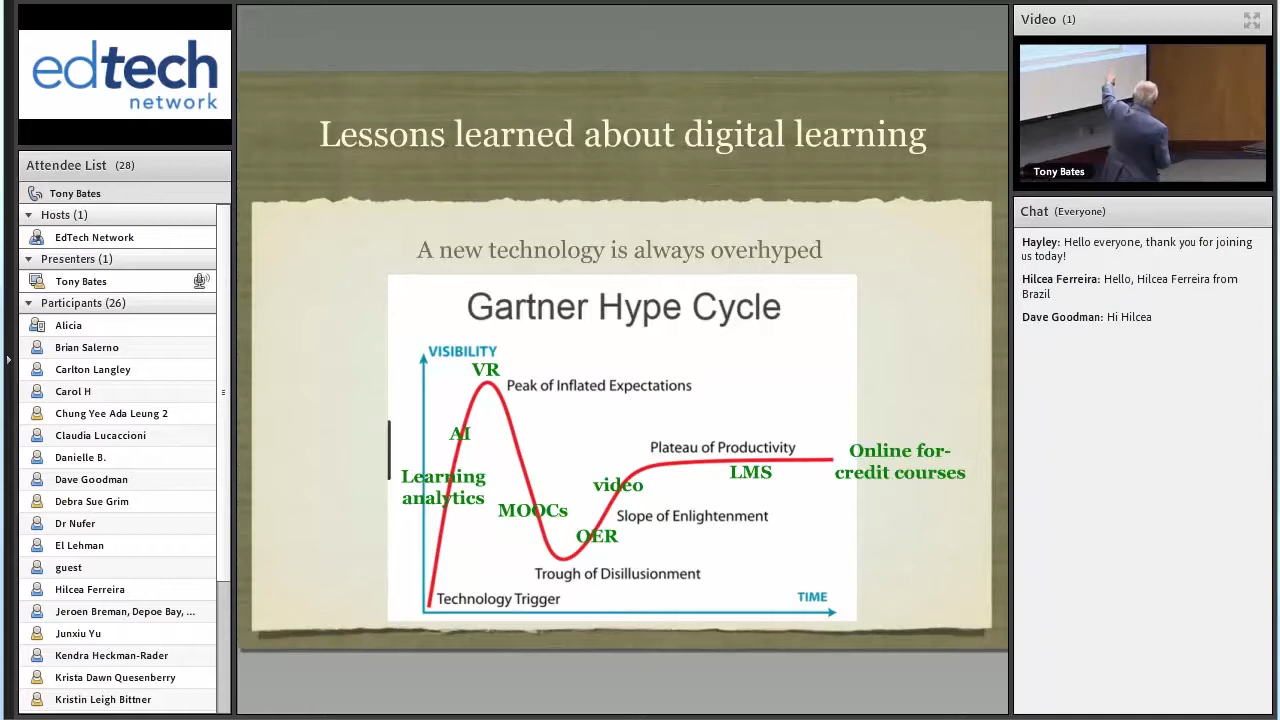 edtech
network
Attendee List (28)
Tony Bates
Hosts (1)
EdTech Network
Presenters (1)
Tony Bates
Participants (26)
Alicia
Brian Salerno
Carlton Langley
Carol H
Chung Yee Ada Leung 2
Claudia Lucaccioni
Danielle B.
Dave Goodman
Debra Sue Grim
Dr Nufer
El Lehman
guest
Hilcea Ferreira
Jeroen Breman, Depoe Bay, ...
Junxiu Yu
Kendra Heckman-Rader
Krista Dawn Quesenberry
Kristin Leigh Bittner
Lessons learned about digital learning
A new technology is always overhyped
Gartner Hype Cycle
VISIBILITY
VR
Peak of Inflated Expectations
AI
Plateau of Productivity
Online for-
credit courses
Learning
analytics
LMS
video
MOOCs
Slope of Enlightenment
OER
Trough of Disillusionment
Technology Trigger
TIME
Video (1)
Tony Bates
Chat (Everyone)
Hayley: Hello everyone, thank you for joining
us today!
Hilcea Ferreira: Hello, Hilcea Ferreira from
Brazil
Dave Goodman: Hi Hilcea